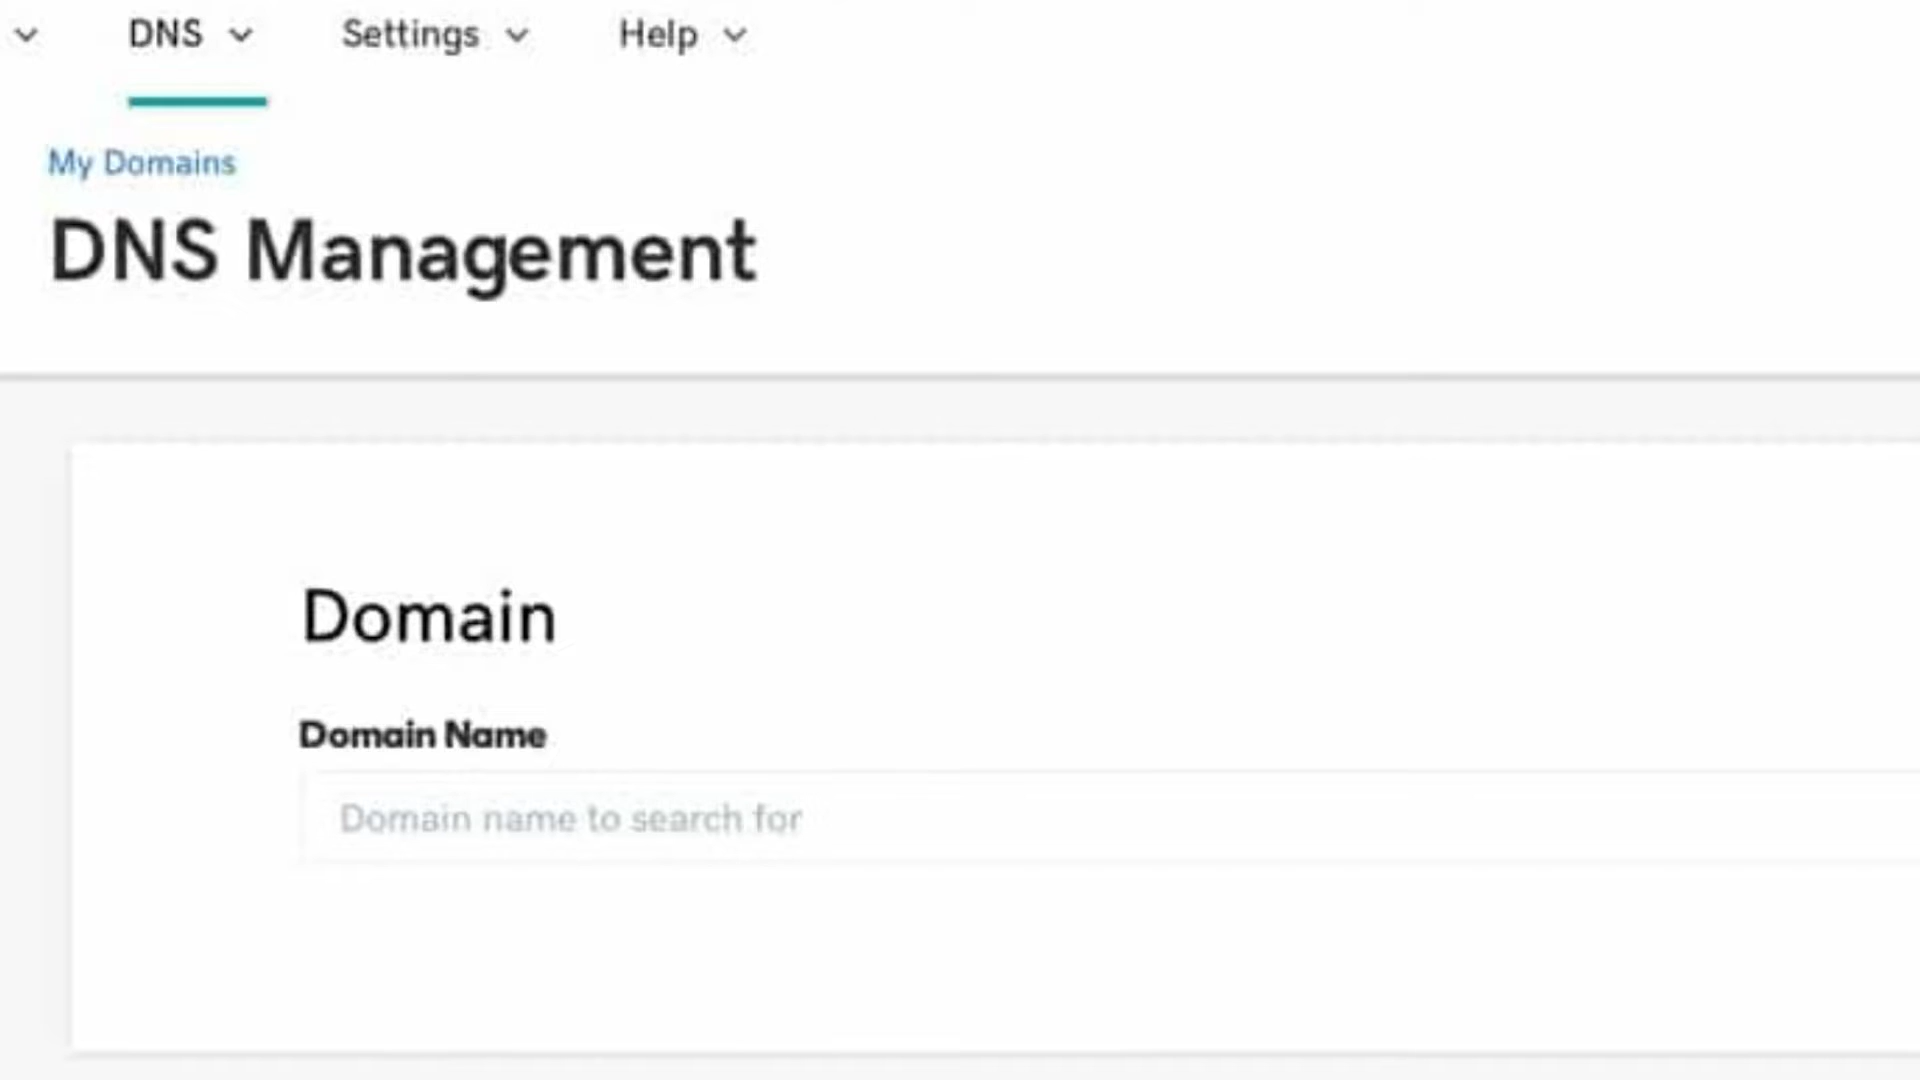 DNS Settings Help
My Domains
DNS Management
Domain
Domain Name
Domain name to search for